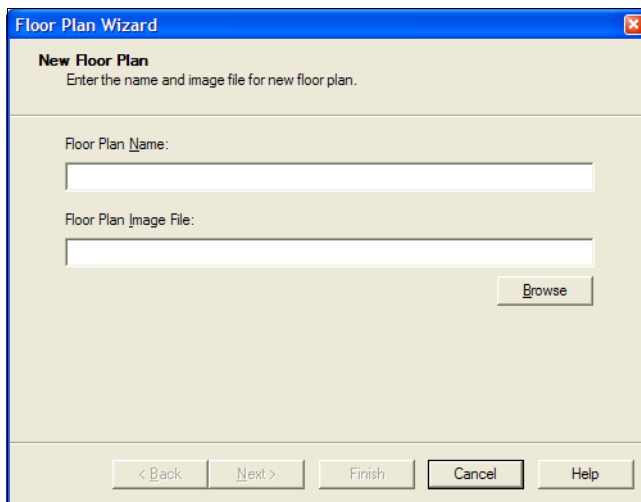 Floor Plan Wizard
New Floor Plan
Enter the name and image file for new floor plan.
Floor Plan Name:
Floor Plan Image File:
Browse
< Back Next > Finish Cancel Help